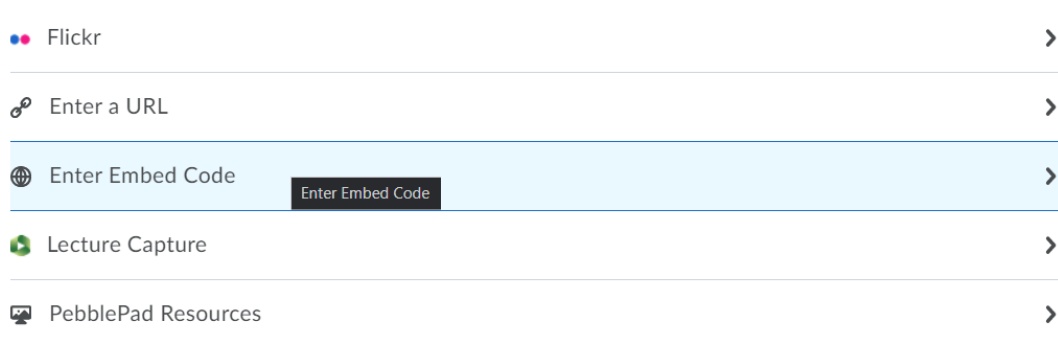 Flickr
Enter a URL
Enter Embed Code
Enter Embed Code
Lecture Capture
PebblePad Resources